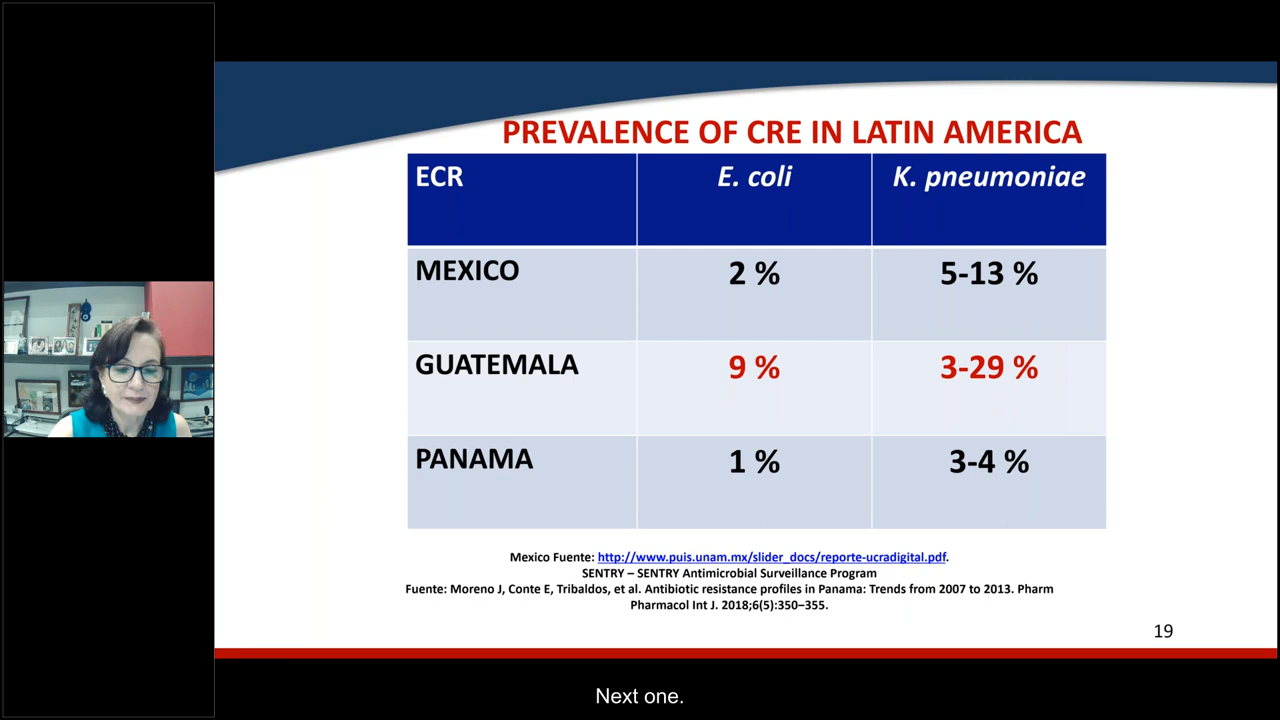 PREVALENCE OF CRE IN LATIN AMERICA
ECR E. coli K. pneumoniae
MEXICO 2 % 5-13 %
GUATEMALA 9 % 3-29 %
PANAMA 1 % 3-4 %
Mexico Fuente: http://www.puis.unam.mx/slider_docs/reporte-ucradigital.pdf.
SENTRY – SENTRY Antimicrobial Surveillance Program
Fuente: Moreno J, Conte E, Tribaldos, et al. Antibiotic resistance profiles in Panama: Trends from 2007 to 2013. Pharm
Pharmacol Int J. 2018;6(5):350‒355.
19
Next one.